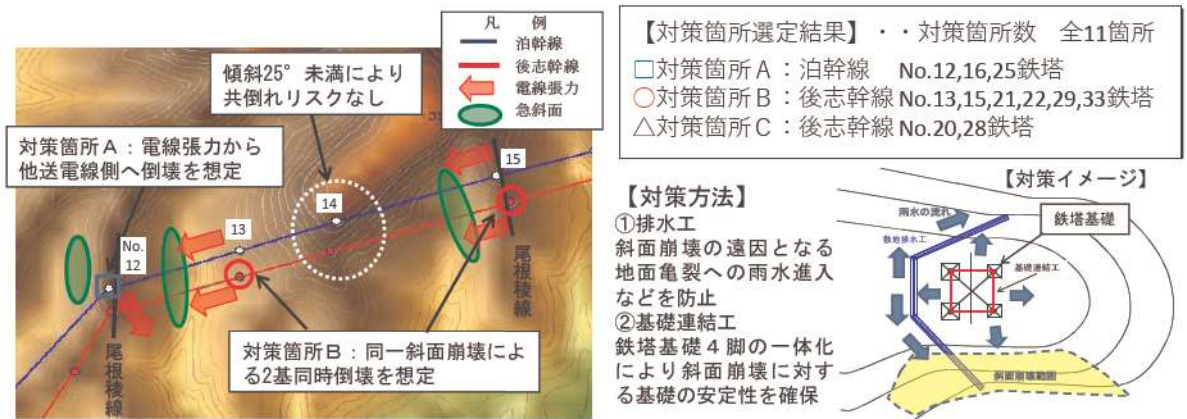 凡 例
泊幹線
後志幹線
電線張力
急斜面
傾斜25° 未満により
共倒れリスクなし
対策箇所A：電線張力から
他送電線側へ倒壊を想定
15
14
13
No.
12
尾根稜線
尾根稜線
対策箇所B：同一斜面崩壊によ
る2基同時倒壊を想定
【対策箇所選定結果】・・対策箇所数 全11箇所
□対策箇所A：泊幹線 No.12,16,25鉄塔
○対策箇所B：後志幹線 No.13,15,21,22,29,33鉄塔
△対策箇所C：後志幹線 No.20,28鉄塔
【対策方法】
①排水工
斜面崩壊の遠因となる
地面亀裂への雨水進入
などを防止
②基礎連結工
鉄塔基礎４脚の一体化
により斜面崩壊に対す
る基礎の安定性を確保
【対策イメージ】
雨水の流れ
鉄塔基礎
敷地排水工
基礎連結工
斜面崩壊範囲